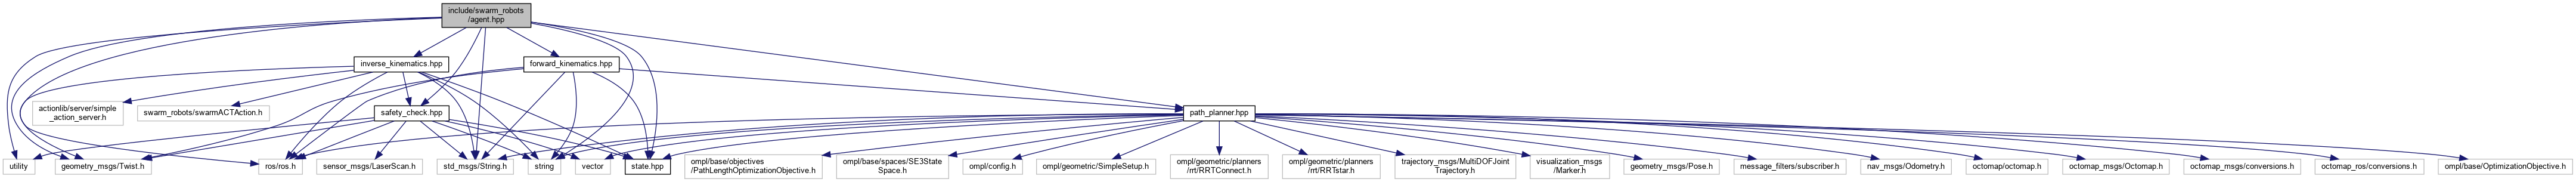 include/swarm_robots
/agent.hpp
inverse_kinematics.hpp
forward_kinematics.hpp
actionlib/server/simple
_action_server.h
swarm_robots/swarmACTAction.h
safety_check.hpp
path_planner.hpp
utility
geometry_msgs/Twist.h
ros/ros.h
sensor_msgs/LaserScan.h
std_msgs/String.h
string
vector
state.hpp
ompl/base/objectives
/PathLengthOptimizationObjective.h
ompl/base/spaces/SE3State
Space.h
ompl/config.h
ompl/geometric/SimpleSetup.h
ompl/geometric/planners
/rrt/RRTConnect.h
ompl/geometric/planners
/rrt/RRTstar.h
trajectory_msgs/MultiDOFJoint
Trajectory.h
visualization_msgs
/Marker.h
geometry_msgs/Pose.h
message_filters/subscriber.h
nav_msgs/Odometry.h
octomap/octomap.h
octomap_msgs/Octomap.h
octomap_msgs/conversions.h
octomap_ros/conversions.h
ompl/base/OptimizationObjective.h